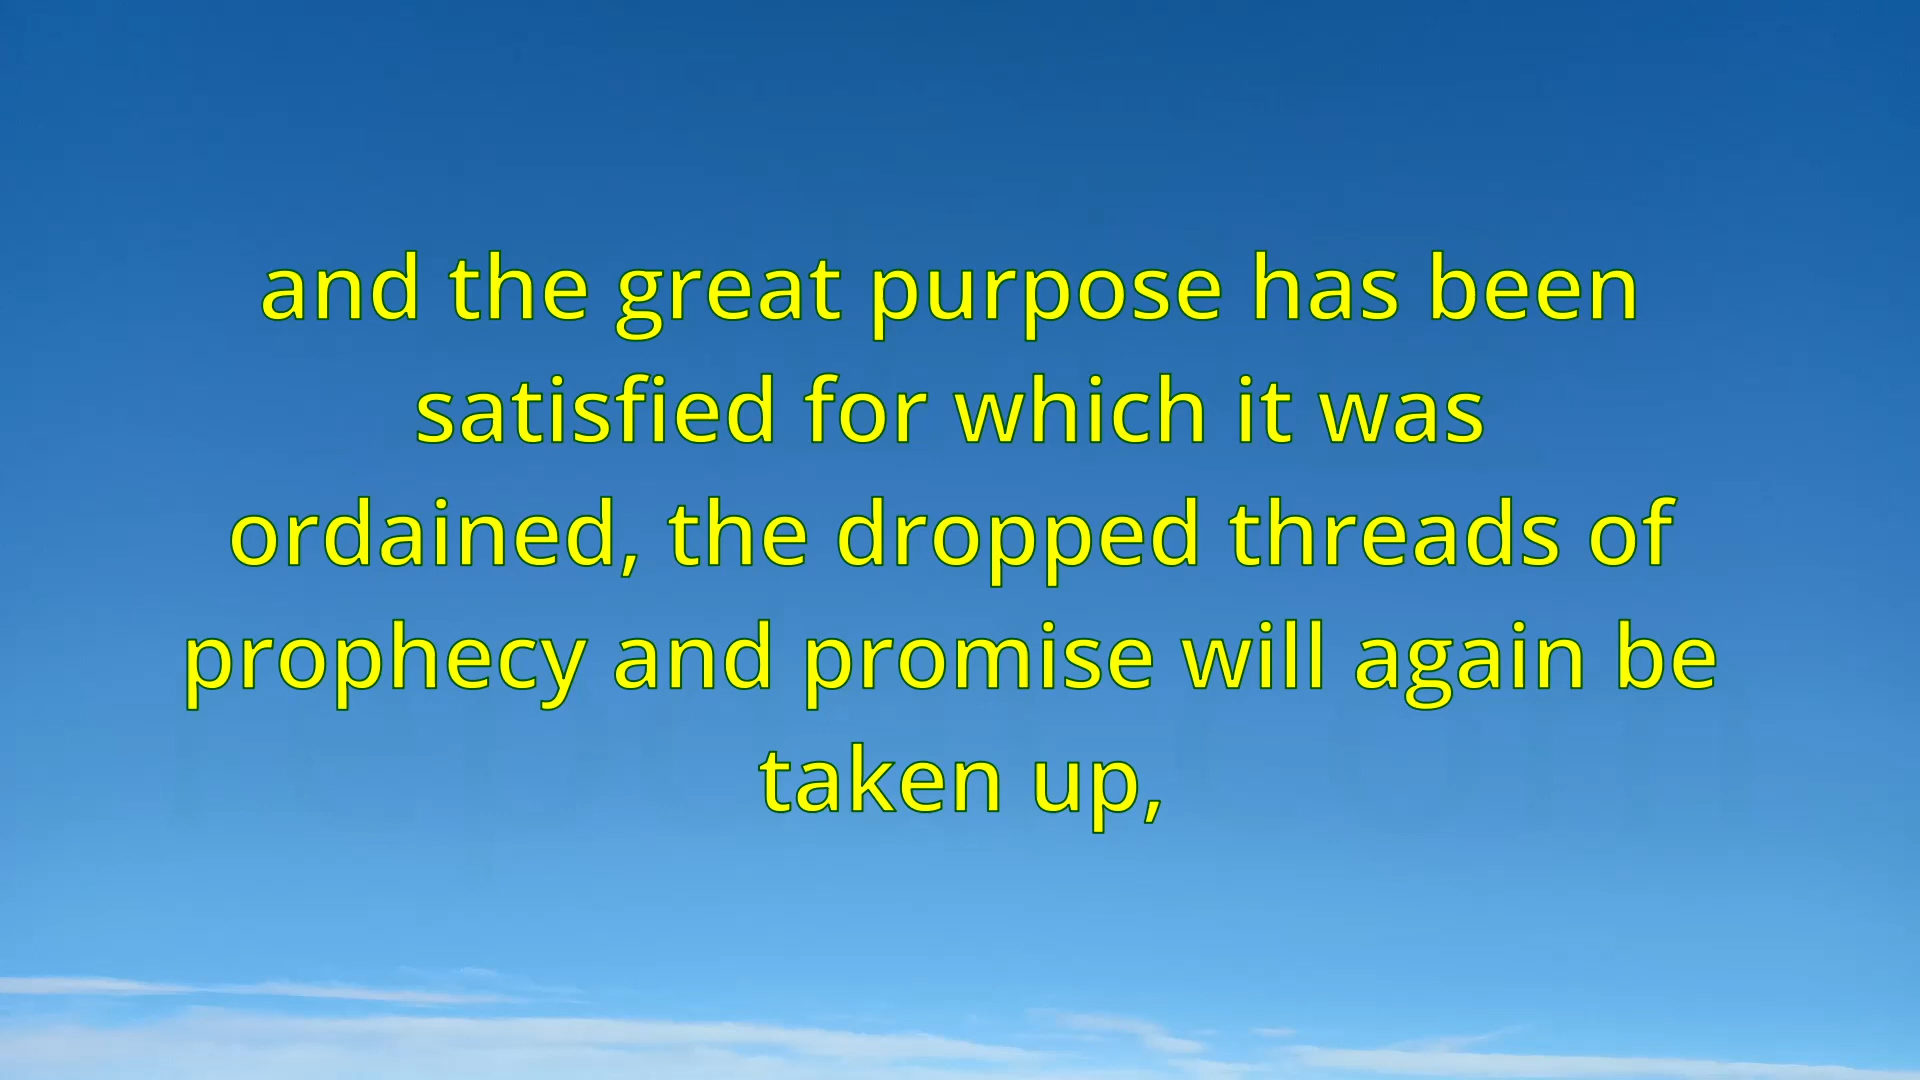 and the great purpose has been
satisfied for which it was
ordained, the dropped threads of
prophecy and promise will again be
taken up,